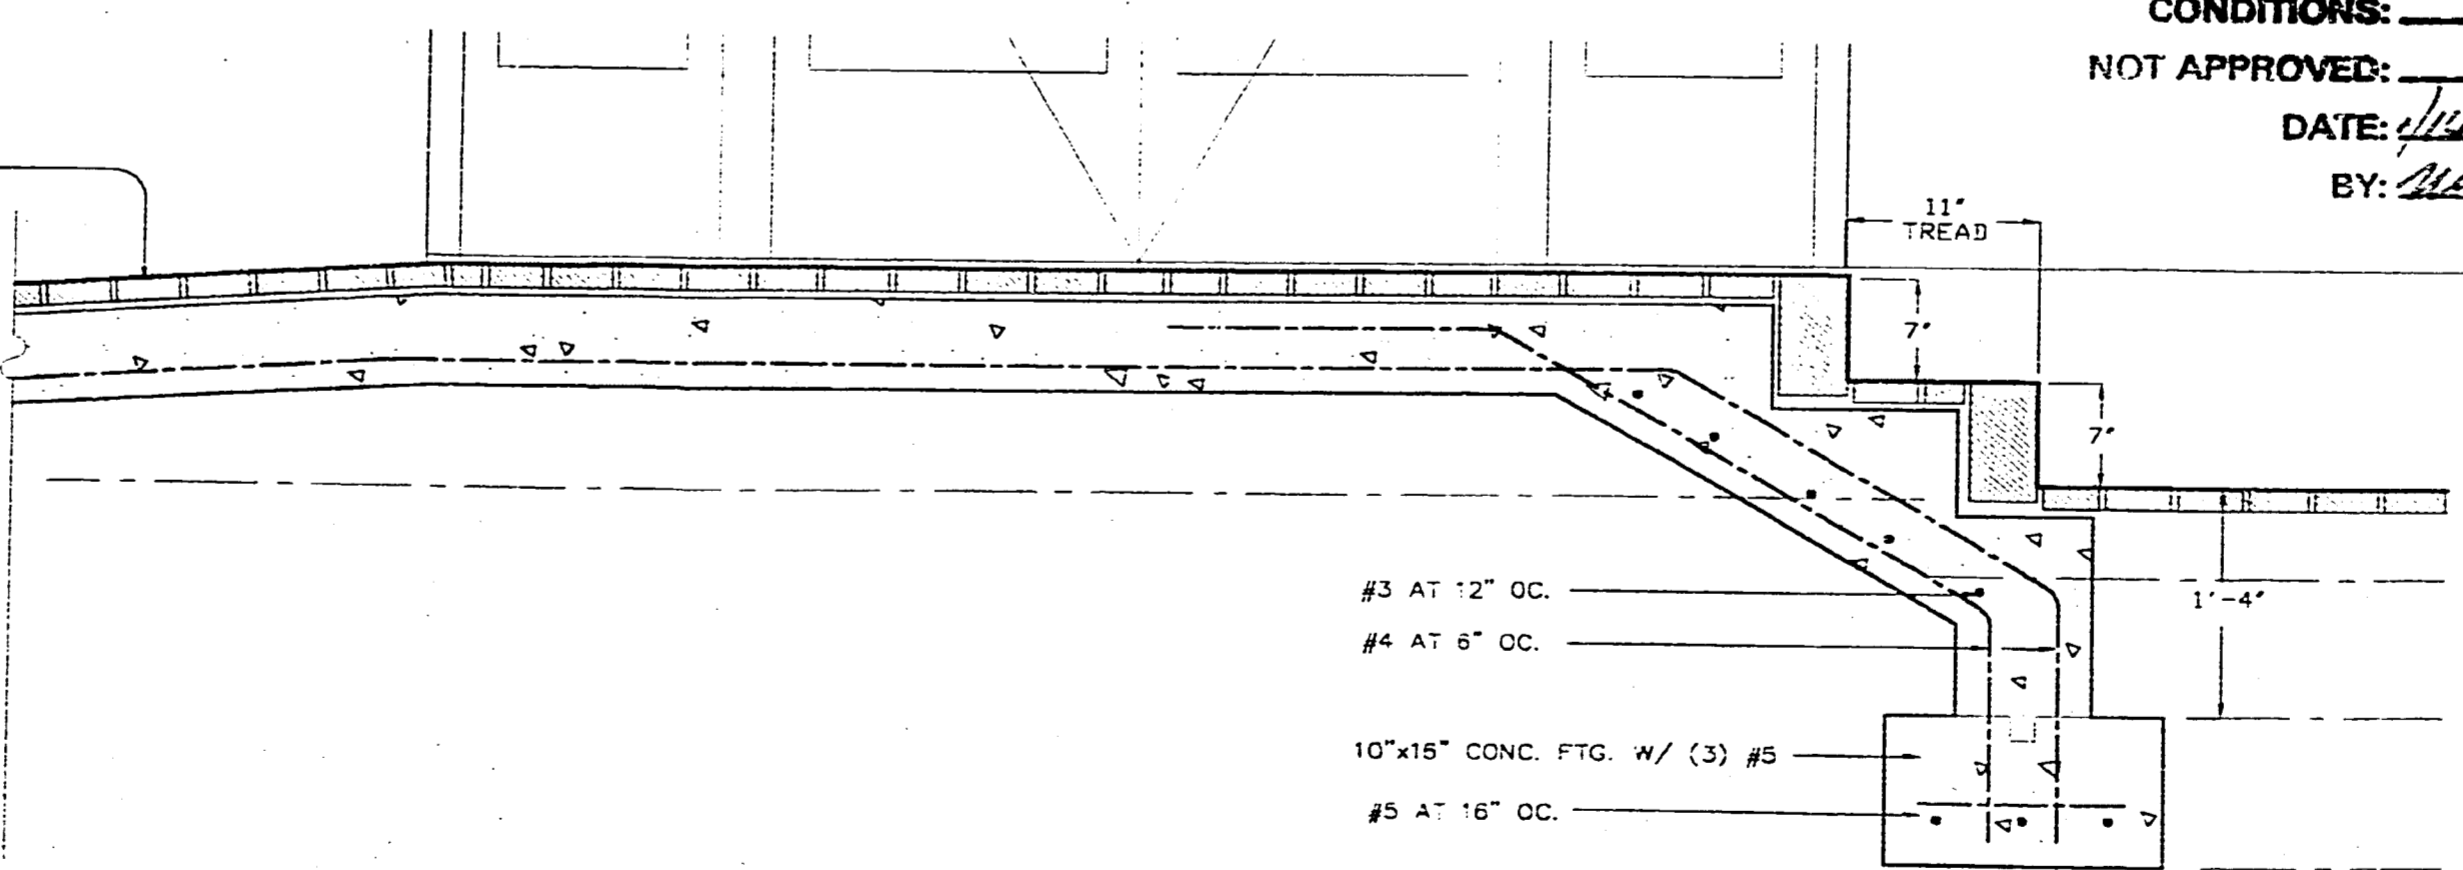 CONDITIONS:
NOT APPROVED:
DATE:
BY:
11"
TREAD
7"
7"
1'-4"
#3 AT 12" OC.
#4 AT 6" OC.
10"x15" CONC. FTG. W/ (3) #5
#5 AT 16" OC.